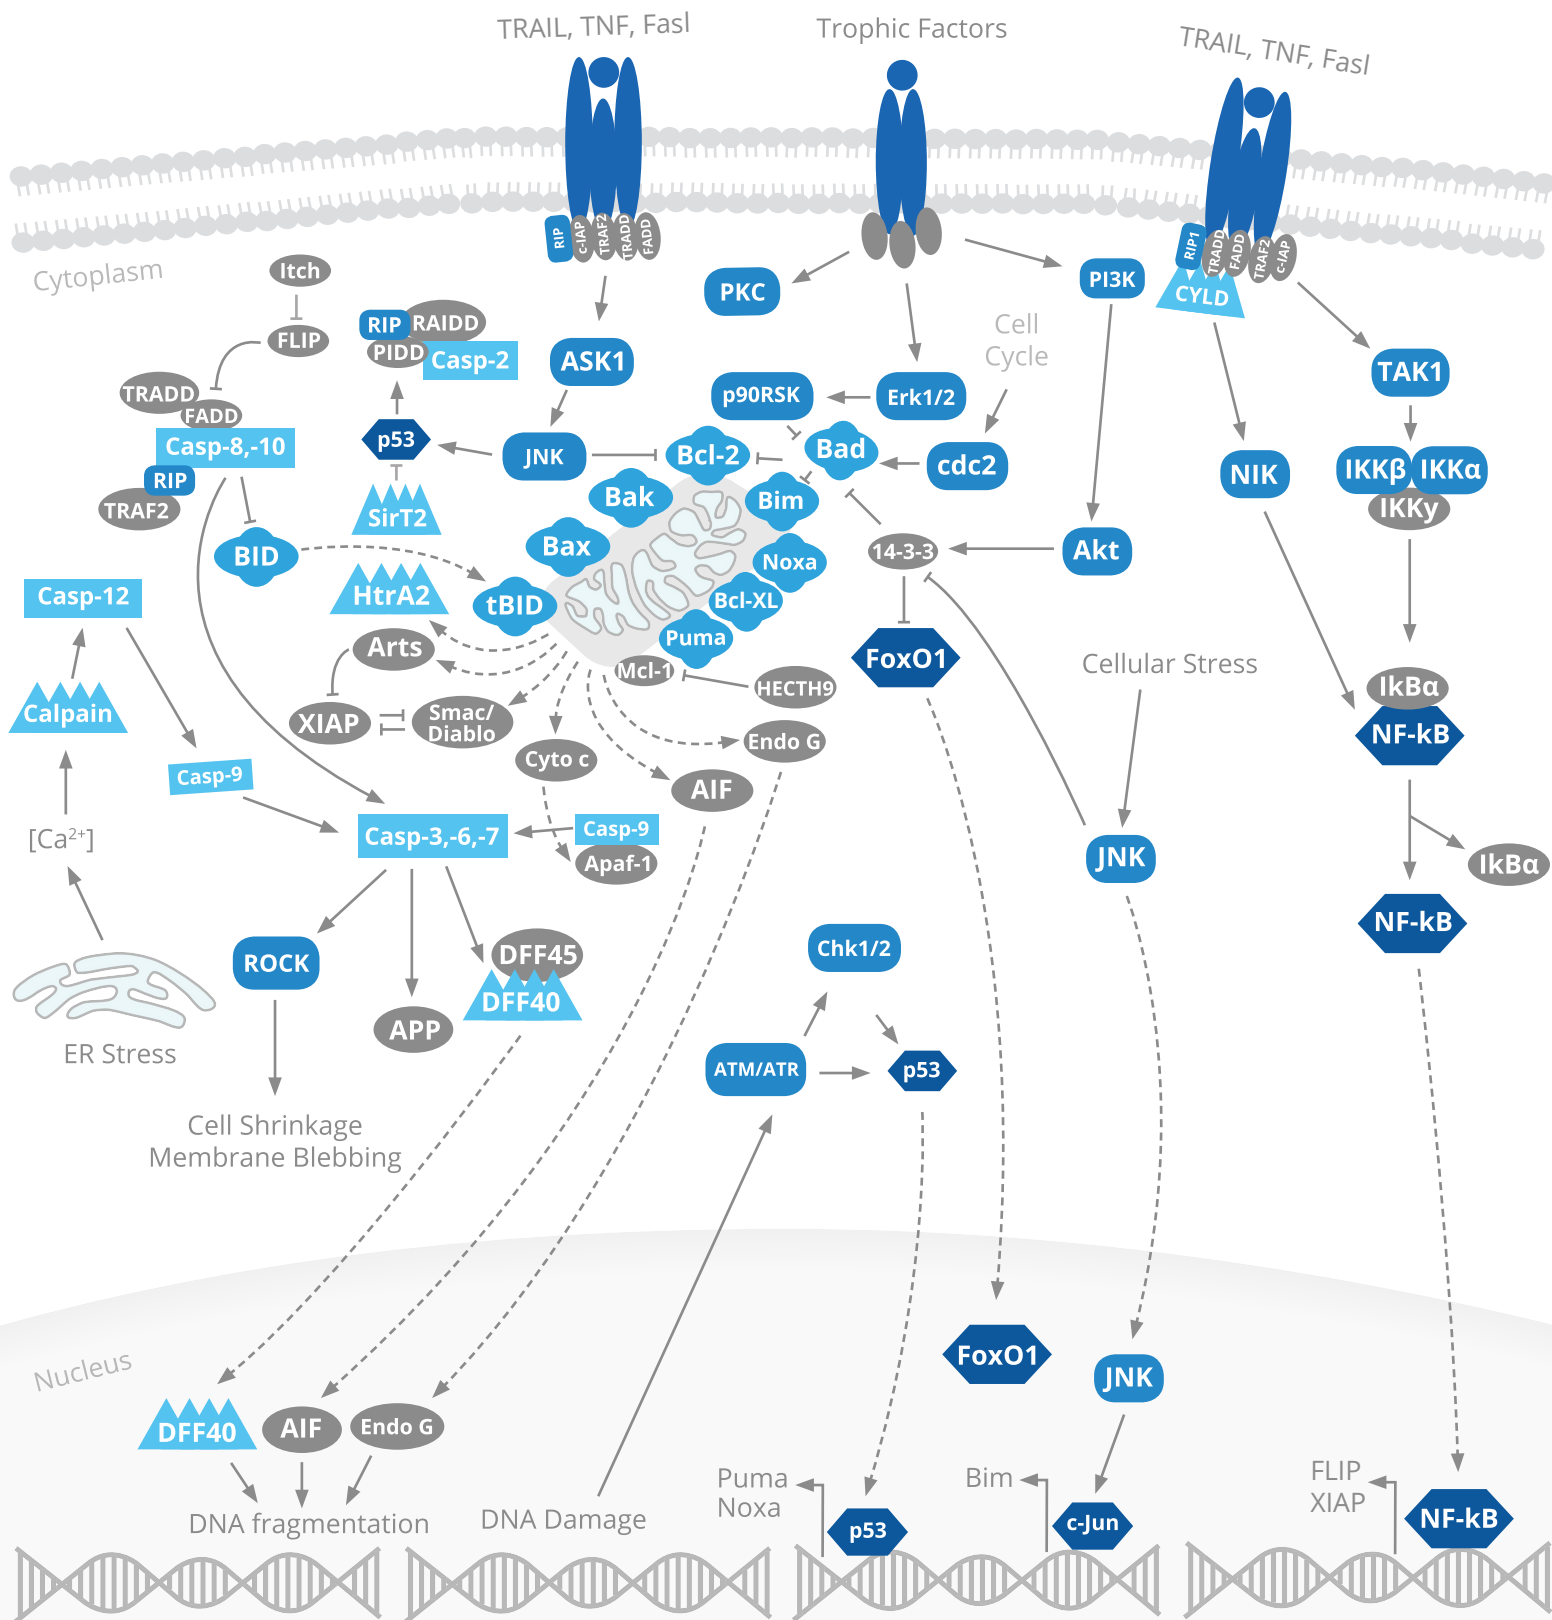 TRAIL, TNF, Fasl
Trophic Factors
TRAIL, TNF, Fasl
RIP
c-IAP
TRAF2
TRADD
FADD
RIP1
TRADD
FADD
TRAF2
c-IAP
CYLD
Cytoplasm
Itch
FLIP
RIP
RAIDD
PIDD
Casp-2
ASK1
PKC
PI3K
Cell
Cycle
TAK1
TRADD
FADD
Casp-8,-10
RIP
TRAF2
p53
SirT2
JNK
p90RSK
Erk1/2
Bcl-2
Bad
cdc2
NIK
IKKβ
IKKα
IKKy
Bak
Bim
Bax
Noxa
14-3-3
Akt
BID
HtrA2
tBID
Bcl-XL
Puma
Mcl-1
HECTH9
FoxO1
Cellular Stress
IkBα
NF-kB
Casp-12
Arts
XIAP
Smac/
Diablo
Calpain
Cyto c
Endo G
AIF
Casp-9
[Ca2+]
Casp-3,-6,-7
Casp-9
Apaf-1
JNK
IkBα
NF-kB
ROCK
DFF45
DFF40
APP
Chk1/2
ATM/ATR
p53
ER Stress
Cell Shrinkage
Membrane Blebbing
Nucleus
FoxO1
JNK
DFF40
AIF
Endo G
DNA fragmentation
DNA Damage
Puma
Noxa
p53
Bim
c-Jun
FLIP
XIAP
NF-kB